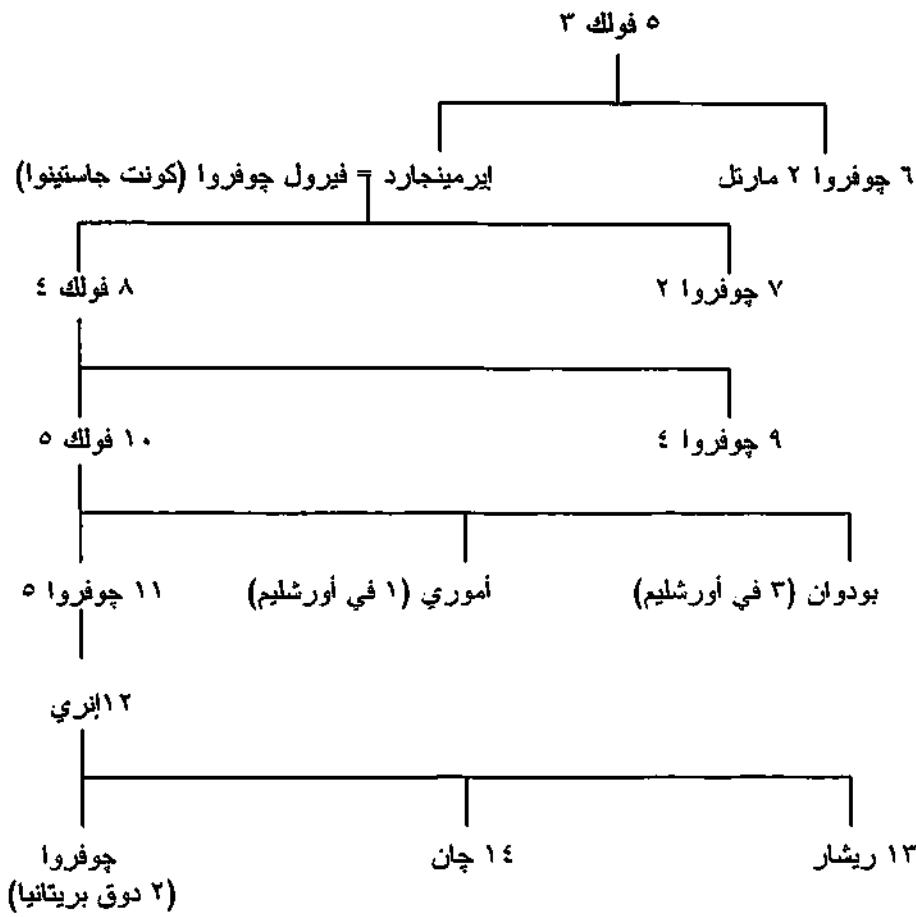 ٥ فولك ٣
إيرمينجارد = فيرول چوفروا (كونت جاستينوا)
٦ چوفروا ٢ مارتل
٧ چوفروا ٢
٨ فولك ٤
٩ چوفروا ٤
١٠ فولك ٥
بودوان (٣ في أورشليم)
أموري (١ في أورشليم)
١١ چوفروا ٥
١٢إنري
١٣ ريشار
١٤ چان
چوفروا
(٢ دوق بريتانيا)